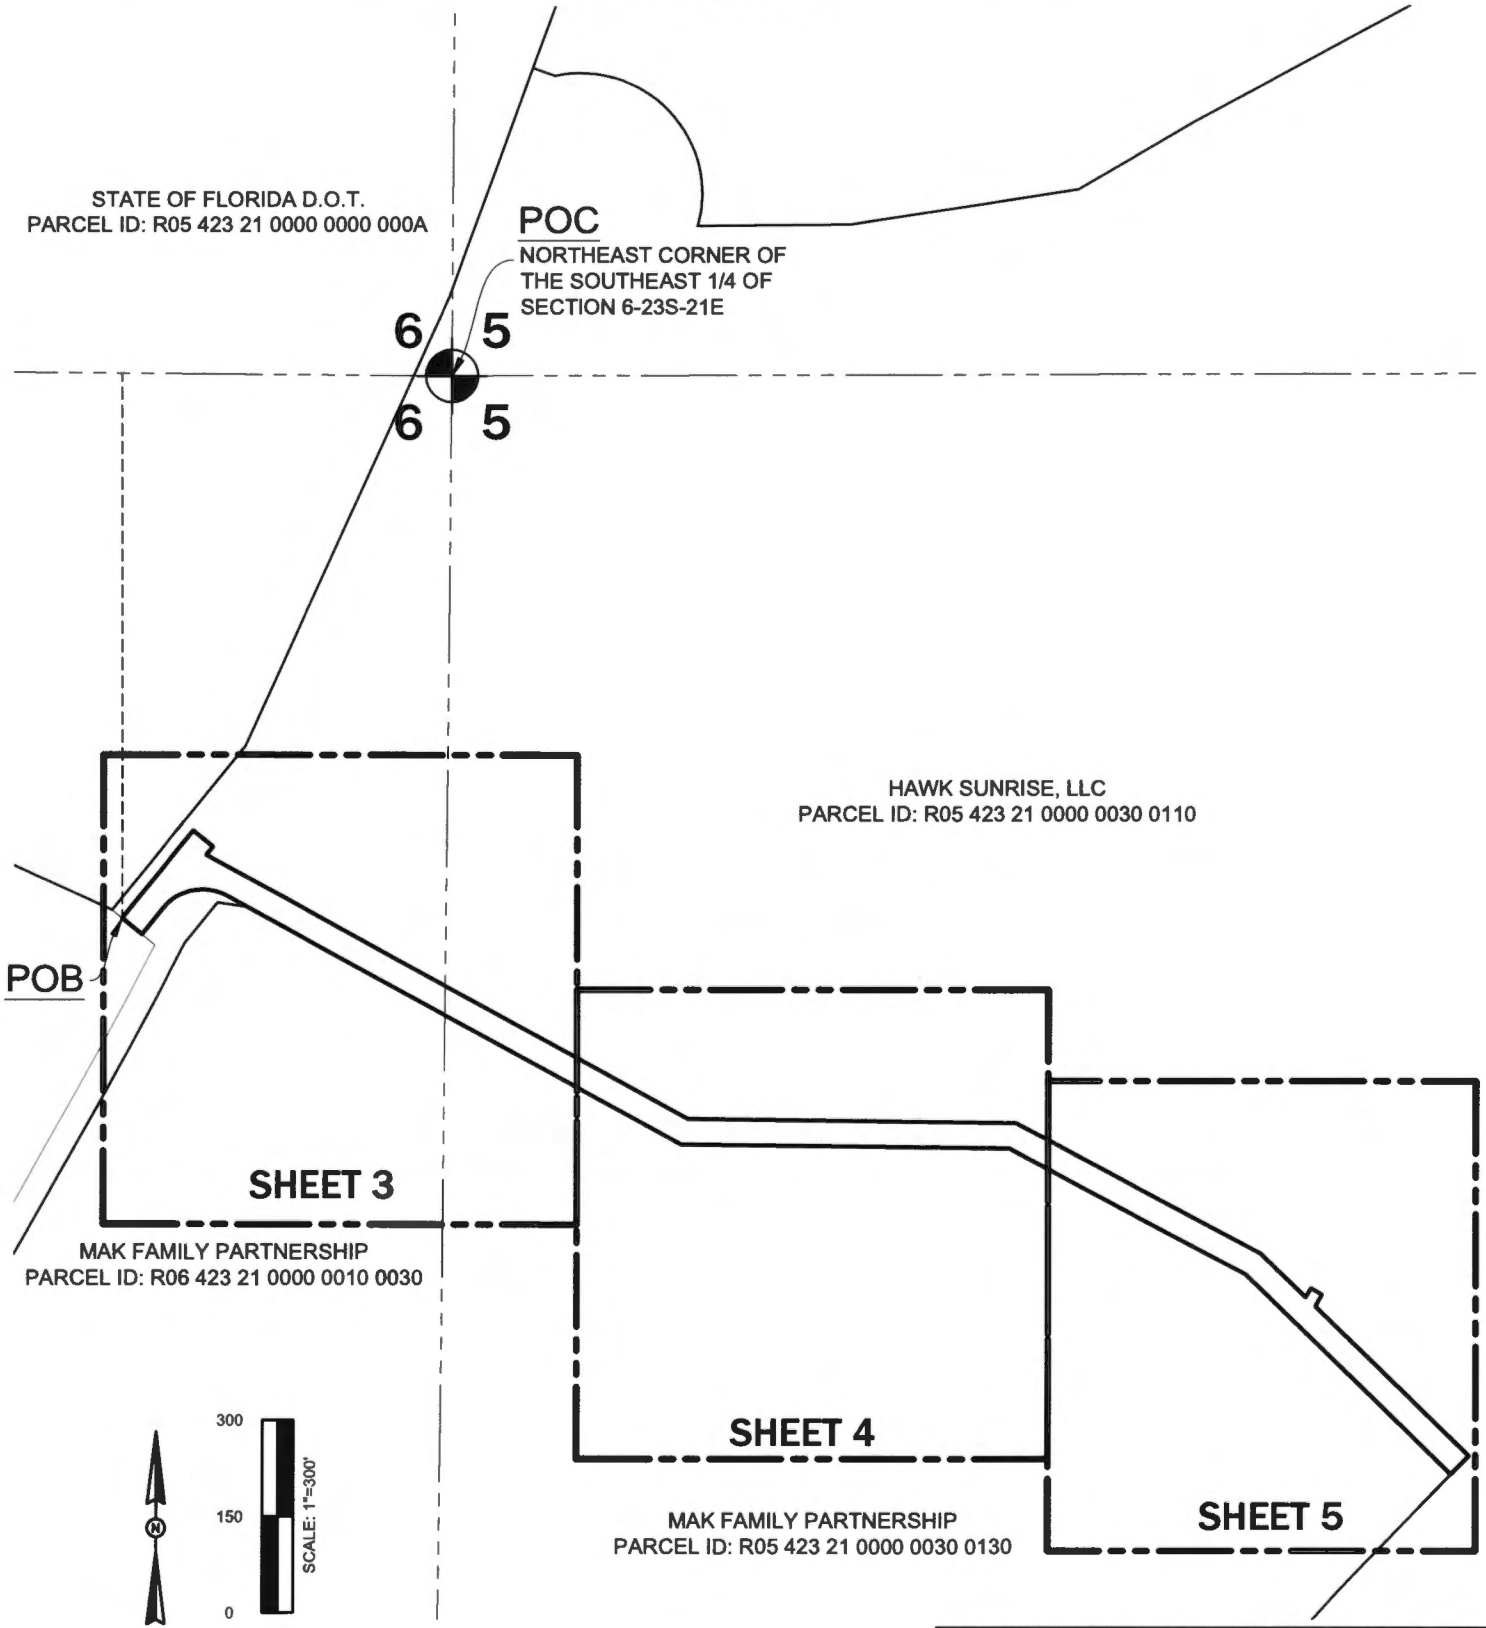 STATE OF FLORIDA D.O.T.
PARCEL ID: R05 423 21 0000 0000 000A
POC
NORTHEAST CORNER OF
THE SOUTHEAST 1/4 OF
SECTION 6-23S-21E
6 5
6 5
HAWK SUNRISE, LLC
PARCEL ID: R05 423 21 0000 0030 0110
POB
SHEET 3
MAK FAMILY PARTNERSHIP
PARCEL ID: R06 423 21 0000 0010 0030
SHEET 4
SHEET 5
MAK FAMILY PARTNERSHIP
PARCEL ID: R05 423 21 0000 0030 0130
300
150
0
SCALE: 1"=300'
N